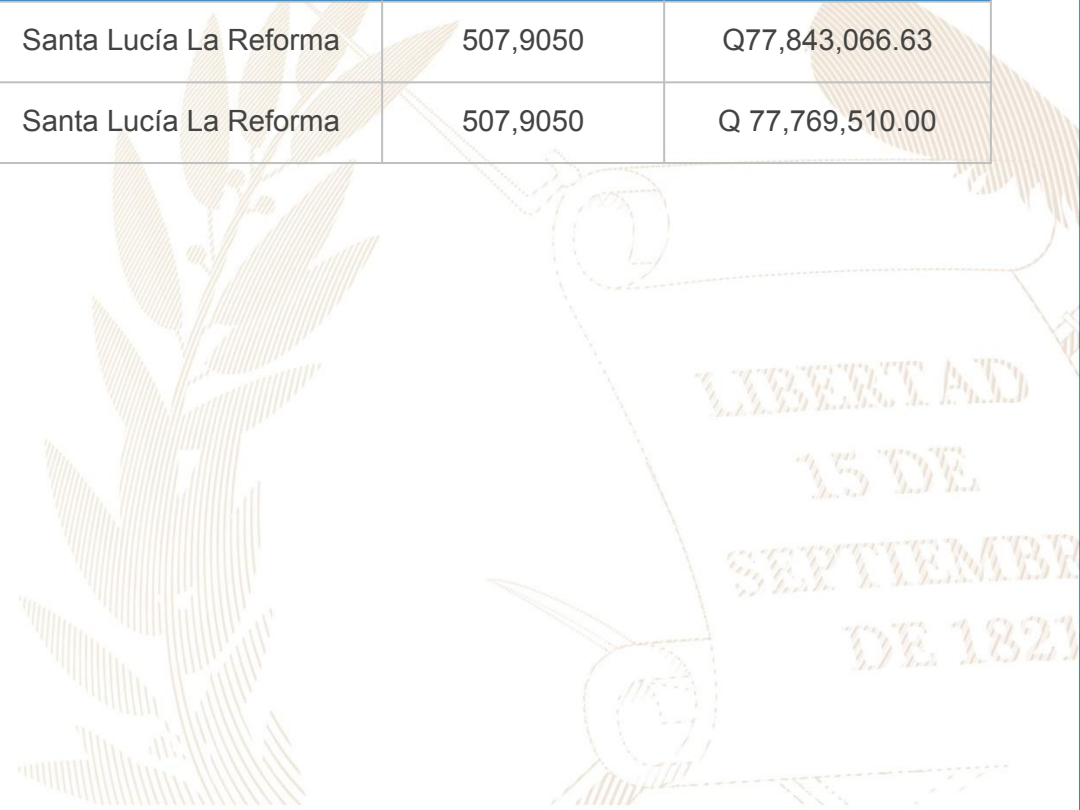 Santa Lucía La Reforma 507,9050 Q77,843,066.63
Santa Lucía La Reforma 507,9050 Q 77,769,510.00
LIBERTAD
15 DE
SEPTIEMBR
DE 1821